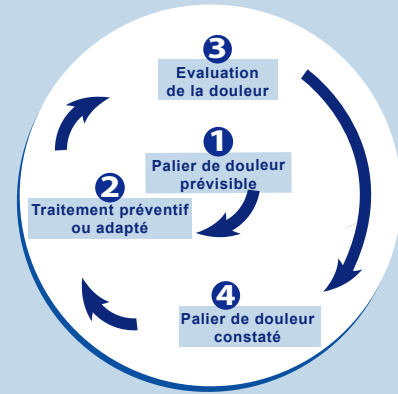 3
Evaluation
de la douleur
1
Palier de douleur
prévisible
2
Traitement préventif
ou adapté
4
Palier de douleur
constaté